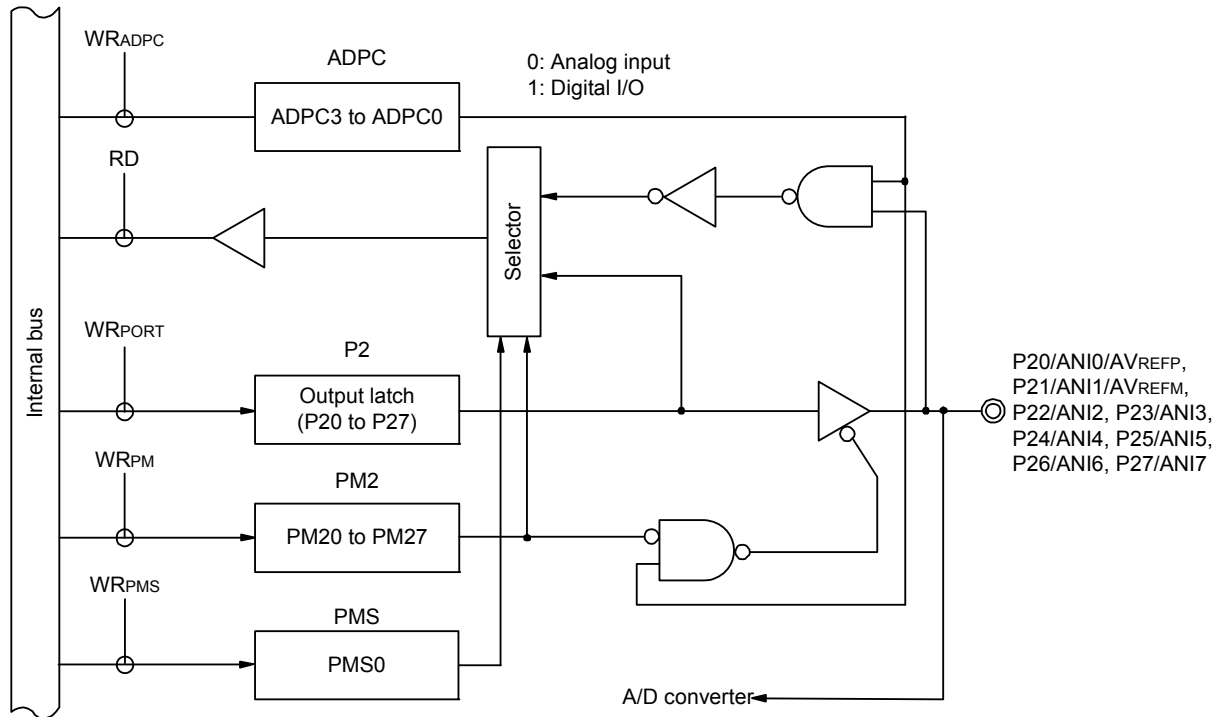 WRADPC
ADPC
0: Analog input
1: Digital I/O
ADPC3 to ADPC0
RD
Selector
Internal bus
WRPORT
P2
Output latch
(P20 to P27)
P20/ANI0/AVREFP,
P21/ANI1/AVREFM,
P22/ANI2, P23/ANI3,
P24/ANI4, P25/ANI5,
P26/ANI6, P27/ANI7
WRPM
PM2
PM20 to PM27
WRPMS
PMS
PMS0
A/D converter